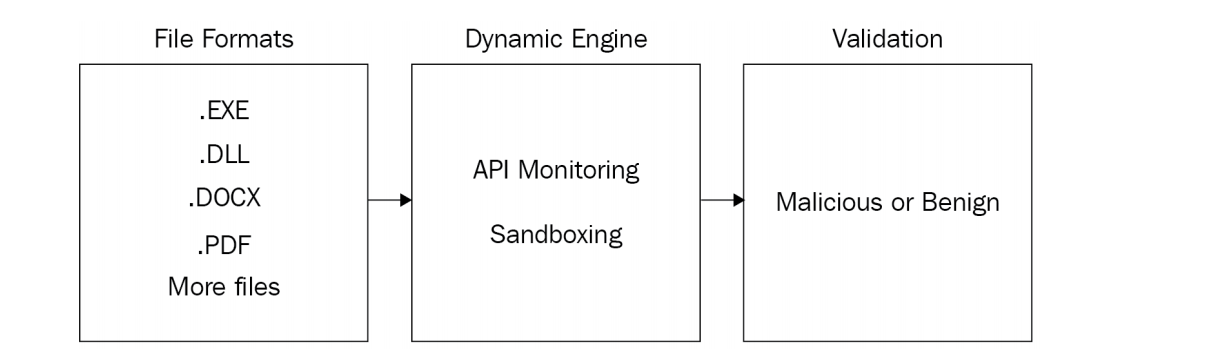 File Formats
.EXE
.DLL
.DOCX
.PDF
More files
Dynamic Engine
API Monitoring
Sandboxing
Validation
Malicious or Benign